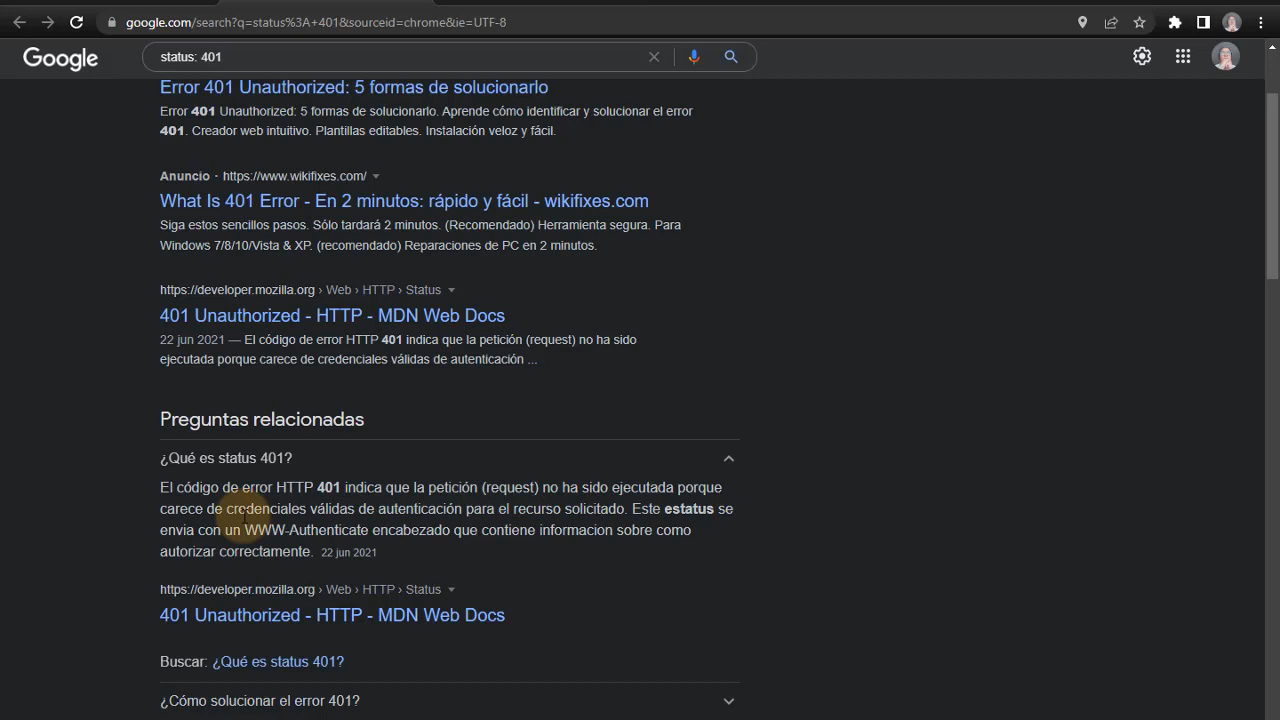 google.com/search?q=status%3A+401&sourceid=chrome&ie=UTF-8
Google
status: 401
Error 401 Unauthorized: 5 formas de solucionarlo
Error 401 Unauthorized: 5 formas de solucionarlo. Aprende cómo identificar y solucionar el error
401. Creador web intuitivo. Plantillas editables. Instalación veloz y fácil.
Anuncio · https://www.wikifixes.com/
What Is 401 Error - En 2 minutos: rápido y fácil - wikifixes.com
Siga estos sencillos pasos. Sólo tardará 2 minutos. (Recomendado) Herramienta segura. Para
Windows 7/8/10/Vista & XP. (recomendado) Reparaciones de PC en 2 minutos.
https://developer.mozilla.org › Web › HTTP › Status
401 Unauthorized - HTTP - MDN Web Docs
22 jun 2021 — El código de error HTTP 401 indica que la petición (request) no ha sido
ejecutada porque carece de credenciales válidas de autenticación ...
Preguntas relacionadas
¿Qué es status 401?
El código de error HTTP 401 indica que la petición (request) no ha sido ejecutada porque
carece de credenciales válidas de autenticación para el recurso solicitado. Este estatus se
envia con un WWW-Authenticate encabezado que contiene informacion sobre como
autorizar correctamente. 22 jun 2021
https://developer.mozilla.org › Web › HTTP › Status
401 Unauthorized - HTTP - MDN Web Docs
Buscar: ¿Qué es status 401?
¿Cómo solucionar el error 401?